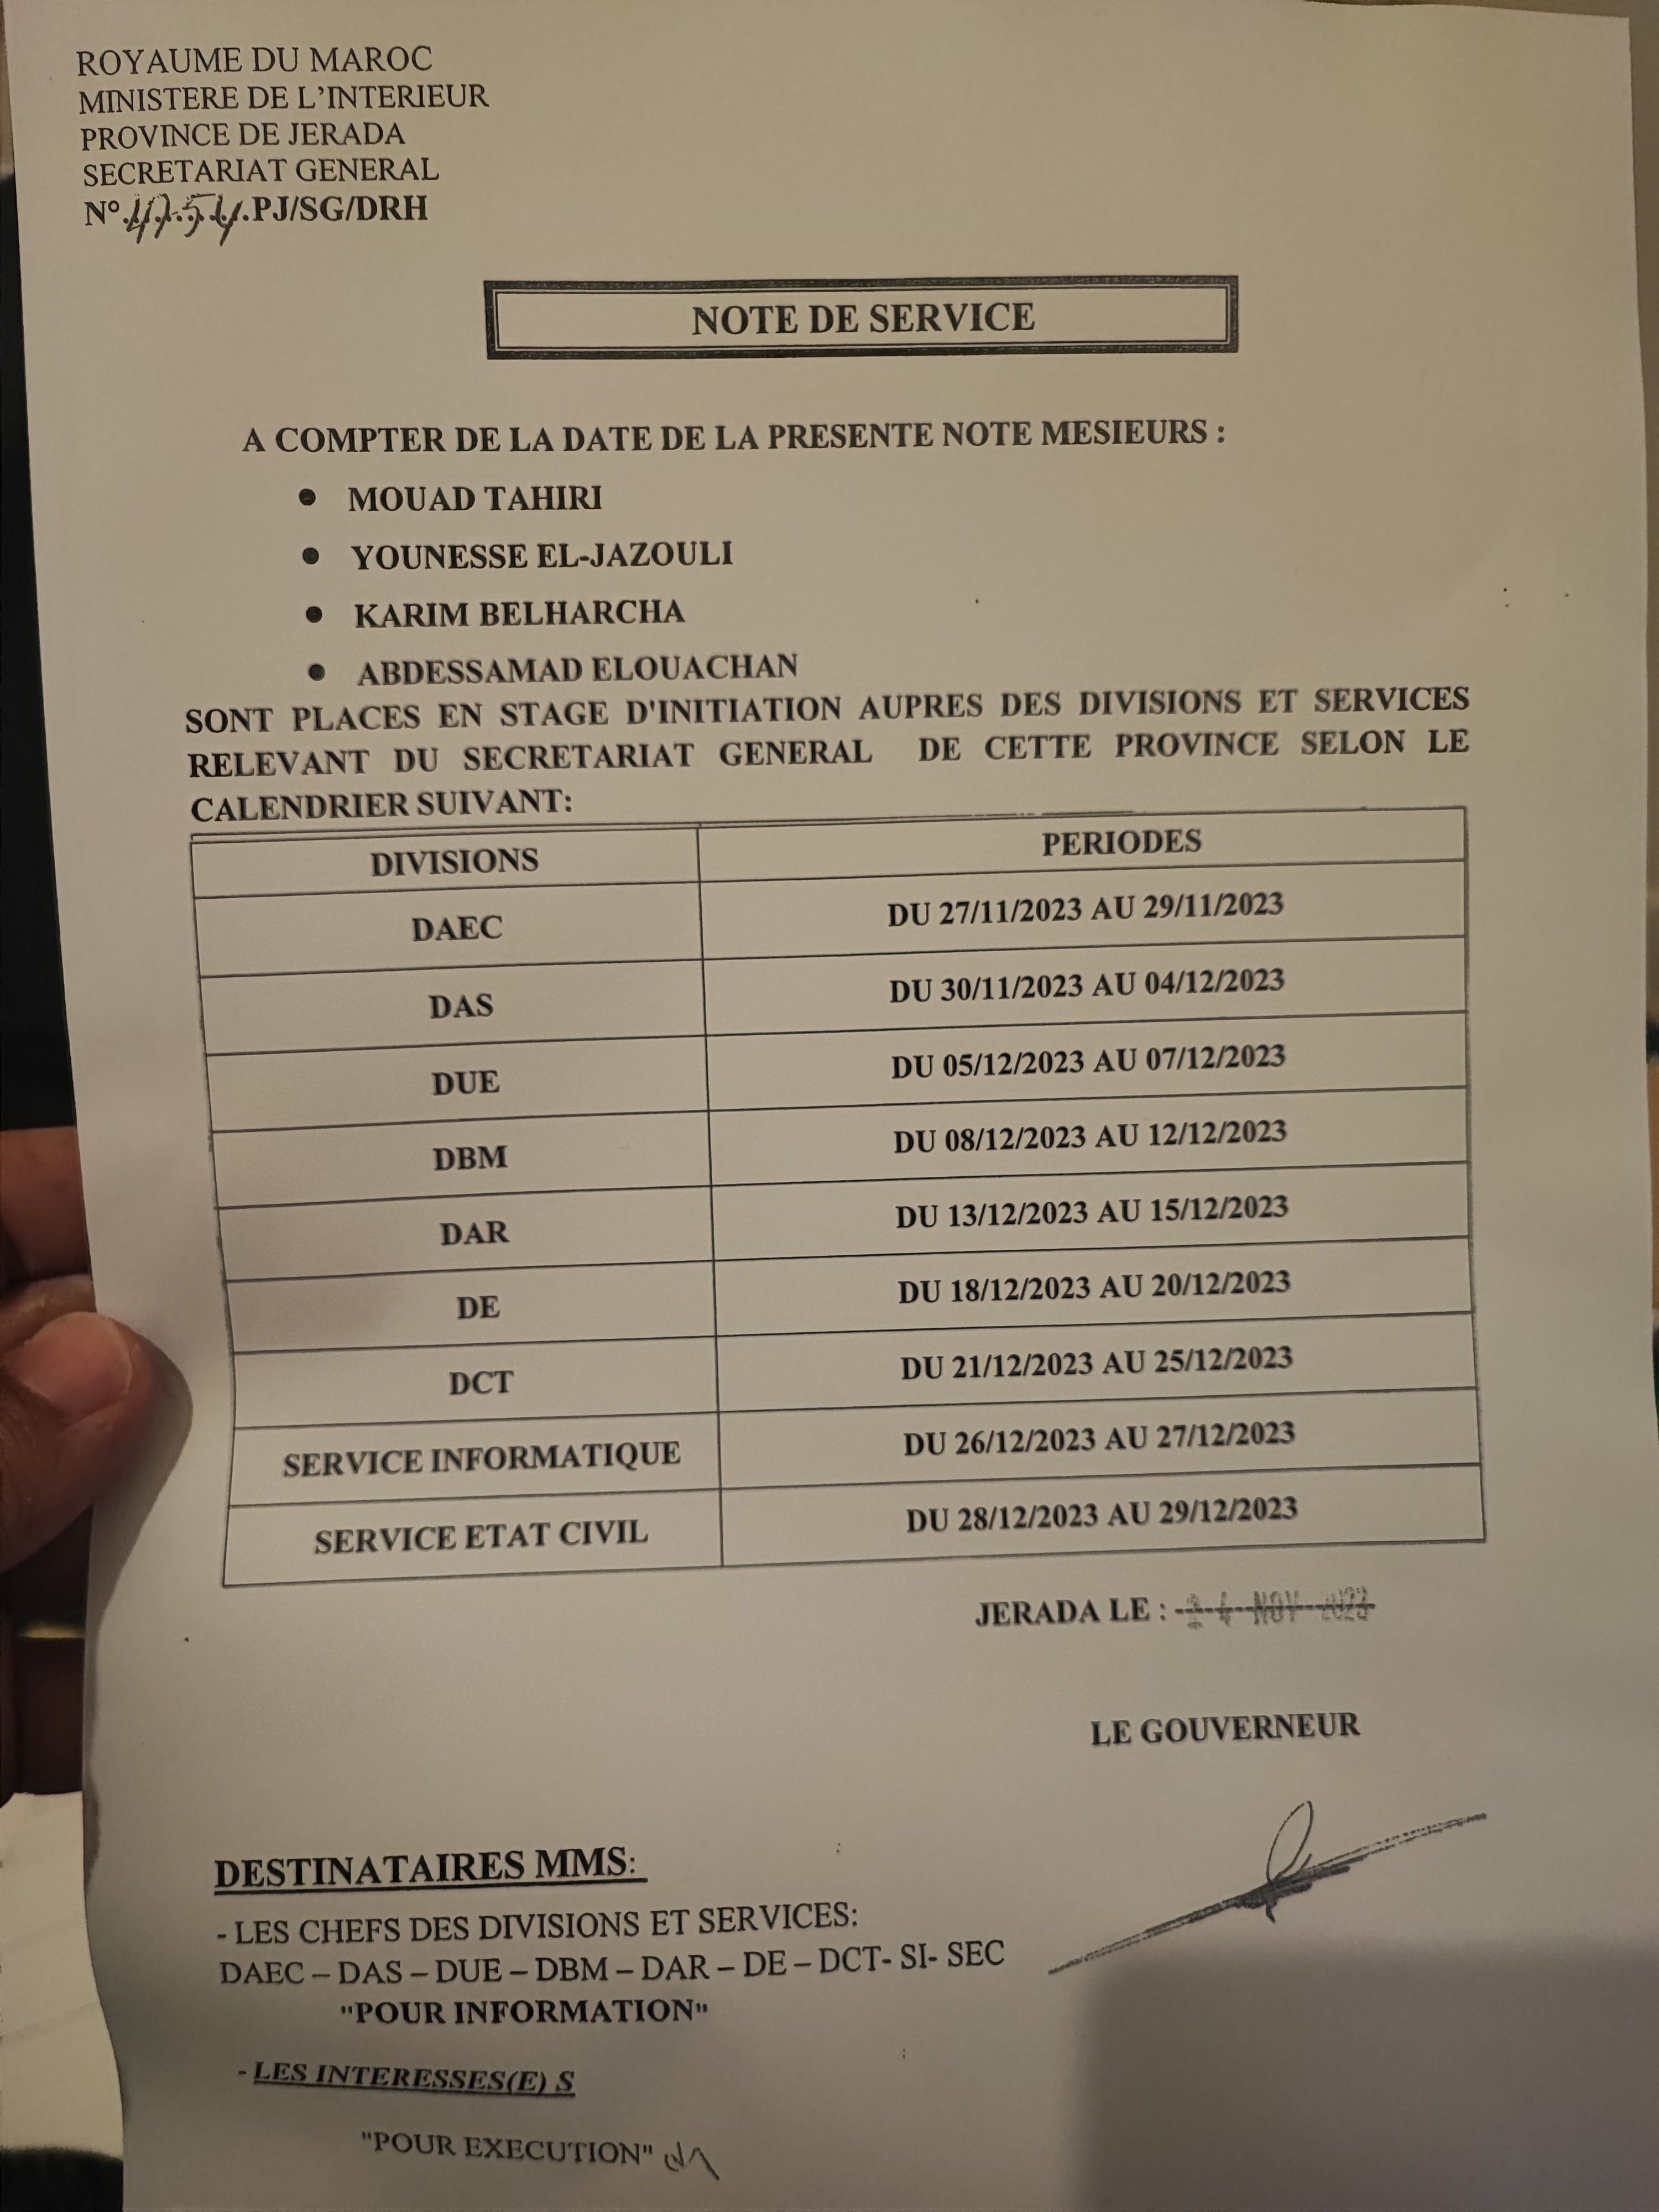 ROYAUME DU MAROC
MINISTERE DE L'INTERIEUR
PROVINCE DE JERADA
SECRETARIAT GENERAL
N° 4754 PJ/SG/DRH
NOTE DE SERVICE
A COMPTER DE LA DATE DE LA PRESENTE NOTE MESIEURS :
• MOUAD TAHIRI
• YOUNESSE EL-JAZOULI
• KARIM BELHARCHA
• ABDESSAMAD ELOUACHAN
SONT PLACES EN STAGE D'INITIATION AUPRES DES DIVISIONS ET SERVICES
RELEVANT DU SECRETARIAT GENERAL DE CETTE PROVINCE SELON LE
CALENDRIER SUIVANT:
DIVISIONS PERIODES
DAEC DU 27/11/2023 AU 29/11/2023
DAS DU 30/11/2023 AU 04/12/2023
DUE DU 05/12/2023 AU 07/12/2023
DBM DU 08/12/2023 AU 12/12/2023
DAR DU 13/12/2023 AU 15/12/2023
DE DU 18/12/2023 AU 20/12/2023
DCT DU 21/12/2023 AU 25/12/2023
SERVICE INFORMATIQUE DU 26/12/2023 AU 27/12/2023
SERVICE ETAT CIVIL DU 28/12/2023 AU 29/12/2023
JERADA LE : 24 NOV 2023
LE GOUVERNEUR
DESTINATAIRES MMS:
- LES CHEFS DES DIVISIONS ET SERVICES:
DAEC – DAS – DUE – DBM – DAR – DE – DCT- SI- SEC
"POUR INFORMATION"
- LES INTERESSES(E) S
"POUR EXECUTION"